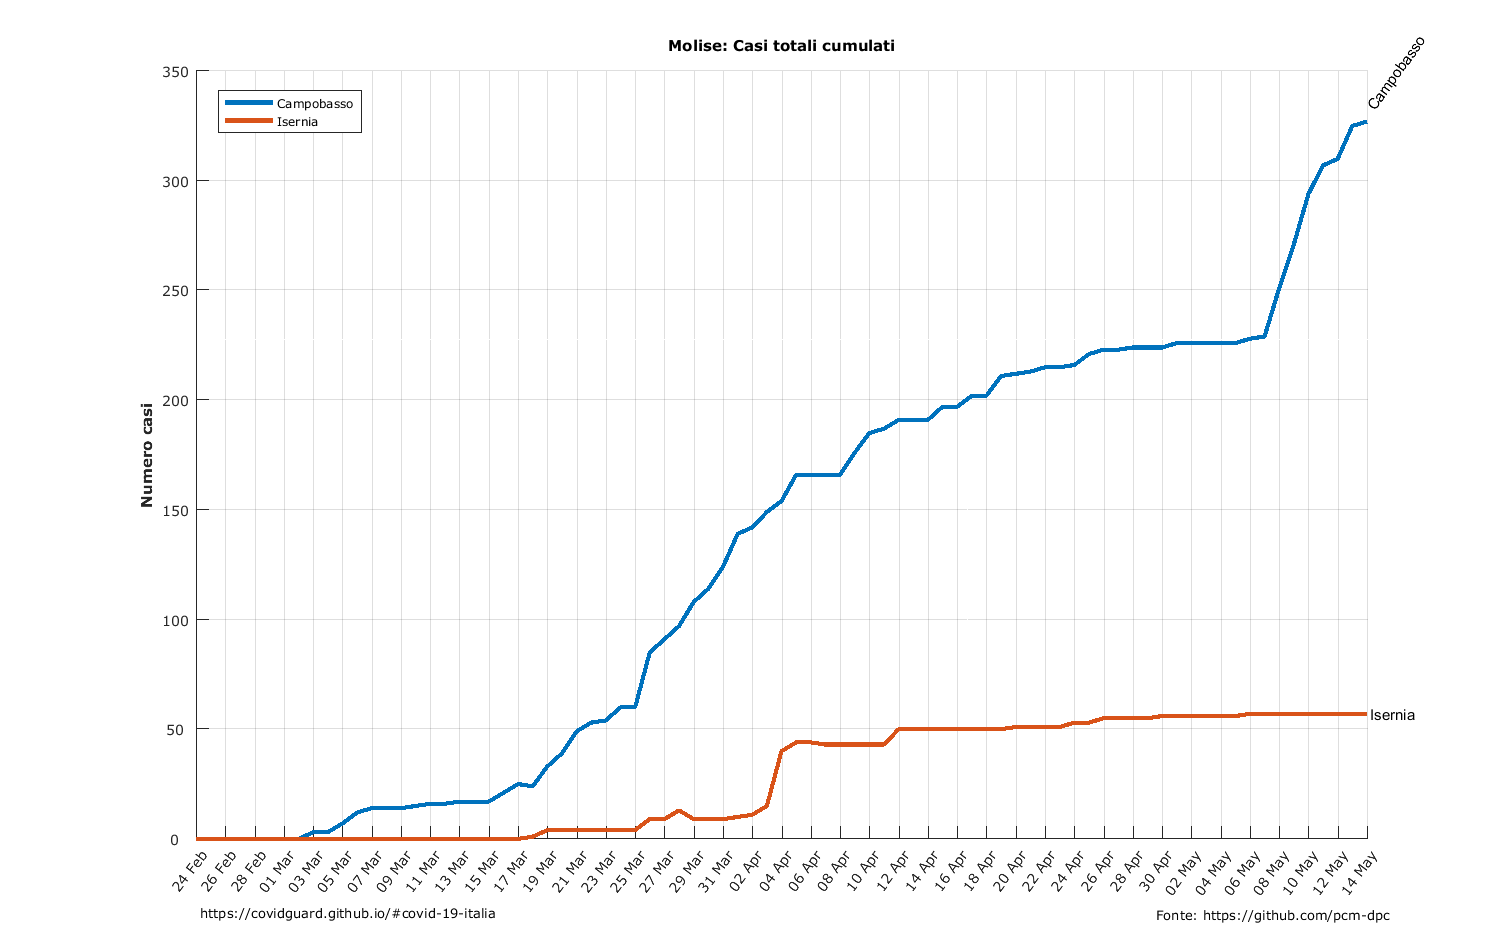 Molise: Casi totali cumulati
Campobasso
350
300
250
200
150
100
50
0
Numero casi
Campobasso
Isernia
Isernia
24 Feb
26 Feb
28 Feb
01 Mar
03 Mar
05 Mar
07 Mar
09 Mar
11 Mar
13 Mar
15 Mar
17 Mar
19 Mar
21 Mar
23 Mar
25 Mar
27 Mar
29 Mar
31 Mar
02 Apr
04 Apr
06 Apr
08 Apr
10 Apr
12 Apr
14 Apr
16 Apr
18 Apr
20 Apr
22 Apr
24 Apr
26 Apr
28 Apr
30 Apr
02 May
04 May
06 May
08 May
10 May
12 May
14 May
https://covidguard.github.io/#covid-19-italia
Fonte: https://github.com/pcm-dpc